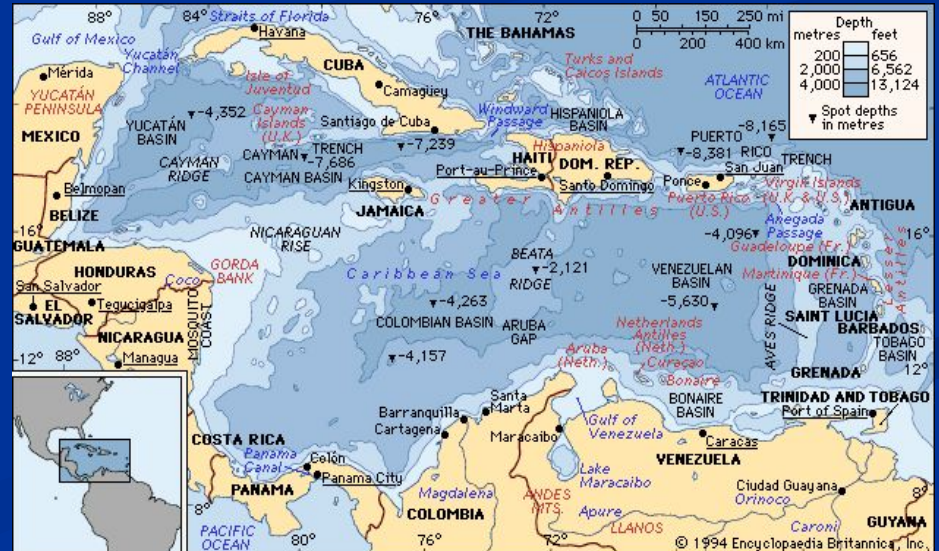 84°
Straits of Florida
76°
72°
0 50 150 250 mi
0 200 400 km
Depth
metres feet
200 656
2,000 6,562
4,000 13,124
▼ Spot depths
in metres
Gulf of Mexico
Havana
THE BAHAMAS
Yucatán
Channel
CUBA
Turks and
Caicos Islands
Mérida
YUCATÁN
PENINSULA
Isle of
Juventud
Camagüey
ATLANTIC
OCEAN
MEXICO
YUCATÁN
BASIN
-4,352
Cayman
Islands
(U.K.)
Santiago de Cuba
Windward
Passage
HISPANIOLA
BASIN
-8,165
PUERTO RICO
TRENCH
-8,381
CAYMAN TRENCH
-7,686
-7,239
CAYMAN BASIN
CAYMAN
RIDGE
Hispaniola
HAITI
DOM. REP.
San Juan
Belmopan
Kingston
Port-au-Prince
Santo Domingo
Ponce
Virgin Islands
(U.K. & U.S.)
BELIZE
JAMAICA
Greater Antilles
Puerto Rico
(U.S.)
ANTIGUA
16°
NICARAGUAN
RISE
Anegada
Passage
-4,096
16°
GUATEMALA
Guadeloupe (Fr.)
HONDURAS
GORDA
BANK
Caribbean Sea
BEATA
RIDGE
-2,121
VENEZUELAN
BASIN
DOMINICA
Martinique (Fr.)
Lesser
Antilles
San Salvador
Coco
Tegucigalpa
-4,263
-5,630
GRENADA
BASIN
EL
SALVADOR
MOSQUITO
COAST
COLOMBIAN BASIN
ARUBA
GAP
AVES RIDGE
SAINT LUCIA
NICARAGUA
Netherlands
Antilles
(Neth.)
BARBADOS
TOBAGO
BASIN
12°
88°
Managua
-4,157
Aruba
(Neth.)
Curaçao
Bonaire
GRENADA
12°
BONAIRE
BASIN
TRINIDAD AND TOBAGO
Santa
Marta
Barranquilla
Cartagena
Gulf of
Venezuela
Port of Spain
COSTA RICA
Maracaibo
Caracas
VENEZUELA
Panama
Canal
Colón
Panama City
Lake
Maracaibo
Ciudad Guayana
8°
PANAMA
Magdalena
ANDES
MTS.
Orinoco
8°
COLOMBIA
Apure
LLANOS
GUYANA
PACIFIC
OCEAN
80°
76°
72°
Caroni
© 1994 Encyclopaedia Britannica, Inc.